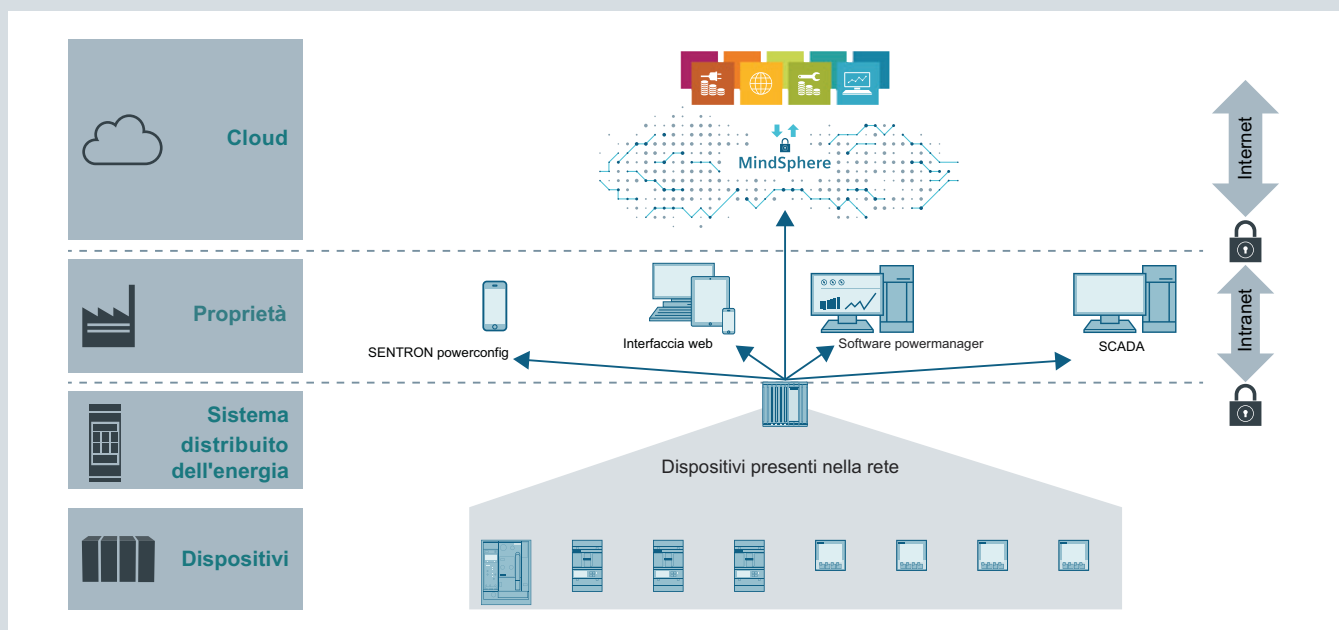 Cloud
MindSphere
Internet
Proprietà
SENTRON powerconfig
Interfaccia web
Software powermanager
SCADA
Intranet
Sistema
distribuito
dell'energia
Dispositivi presenti nella rete
Dispositivi